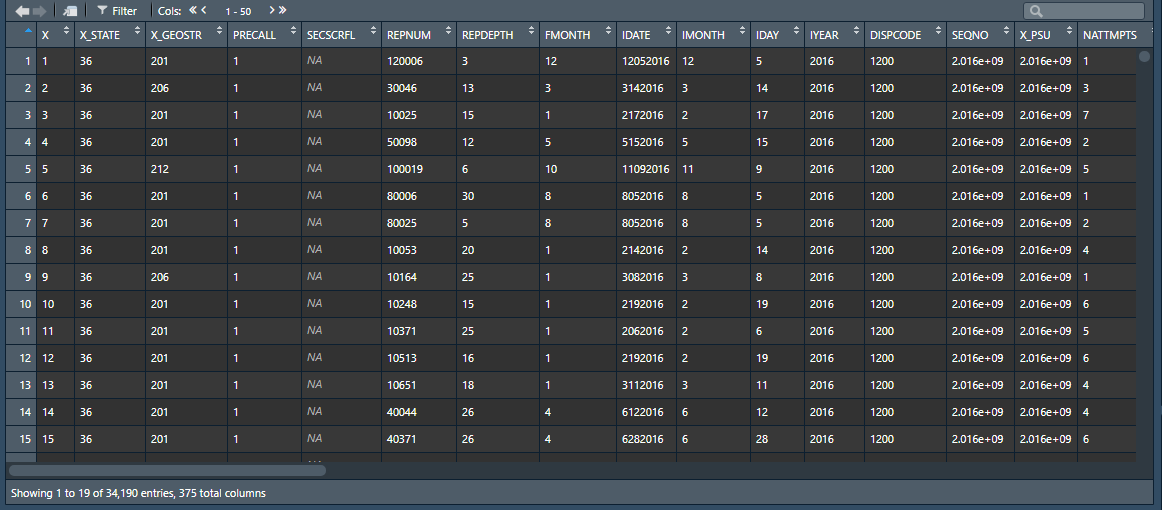 Filter Cols: « < 1 - 50 > »
X X_STATE X_GEOSTR PRECALL SECSCRFL REPNUM REPDEPTH FMONTH IDATE IMONTH IDAY IYEAR DISPCODE SEQNO X_PSU NATTMPTS
1 1 36 201 1 NA 120006 3 12 12052016 12 5 2016 1200 2.016e+09 2.016e+09 1
2 2 36 206 1 NA 30046 13 3 3142016 3 14 2016 1200 2.016e+09 2.016e+09 3
3 3 36 201 1 NA 10025 15 1 2172016 2 17 2016 1200 2.016e+09 2.016e+09 7
4 4 36 201 1 NA 50098 12 5 5152016 5 15 2016 1200 2.016e+09 2.016e+09 2
5 5 36 212 1 NA 100019 6 10 11092016 11 9 2016 1200 2.016e+09 2.016e+09 5
6 6 36 201 1 NA 80006 30 8 8052016 8 5 2016 1200 2.016e+09 2.016e+09 1
7 7 36 201 1 NA 80025 5 8 8052016 8 5 2016 1200 2.016e+09 2.016e+09 2
8 8 36 201 1 NA 10053 20 1 2142016 2 14 2016 1200 2.016e+09 2.016e+09 4
9 9 36 206 1 NA 10164 25 1 3082016 3 8 2016 1200 2.016e+09 2.016e+09 1
10 10 36 201 1 NA 10248 15 1 2192016 2 19 2016 1200 2.016e+09 2.016e+09 6
11 11 36 201 1 NA 10371 25 1 2062016 2 6 2016 1200 2.016e+09 2.016e+09 5
12 12 36 201 1 NA 10513 16 1 2192016 2 19 2016 1200 2.016e+09 2.016e+09 6
13 13 36 201 1 NA 10651 18 1 3112016 3 11 2016 1200 2.016e+09 2.016e+09 4
14 14 36 201 1 NA 40044 26 4 6122016 6 12 2016 1200 2.016e+09 2.016e+09 4
15 15 36 201 1 NA 40371 26 4 6282016 6 28 2016 1200 2.016e+09 2.016e+09 6
Showing 1 to 19 of 34,190 entries, 375 total columns